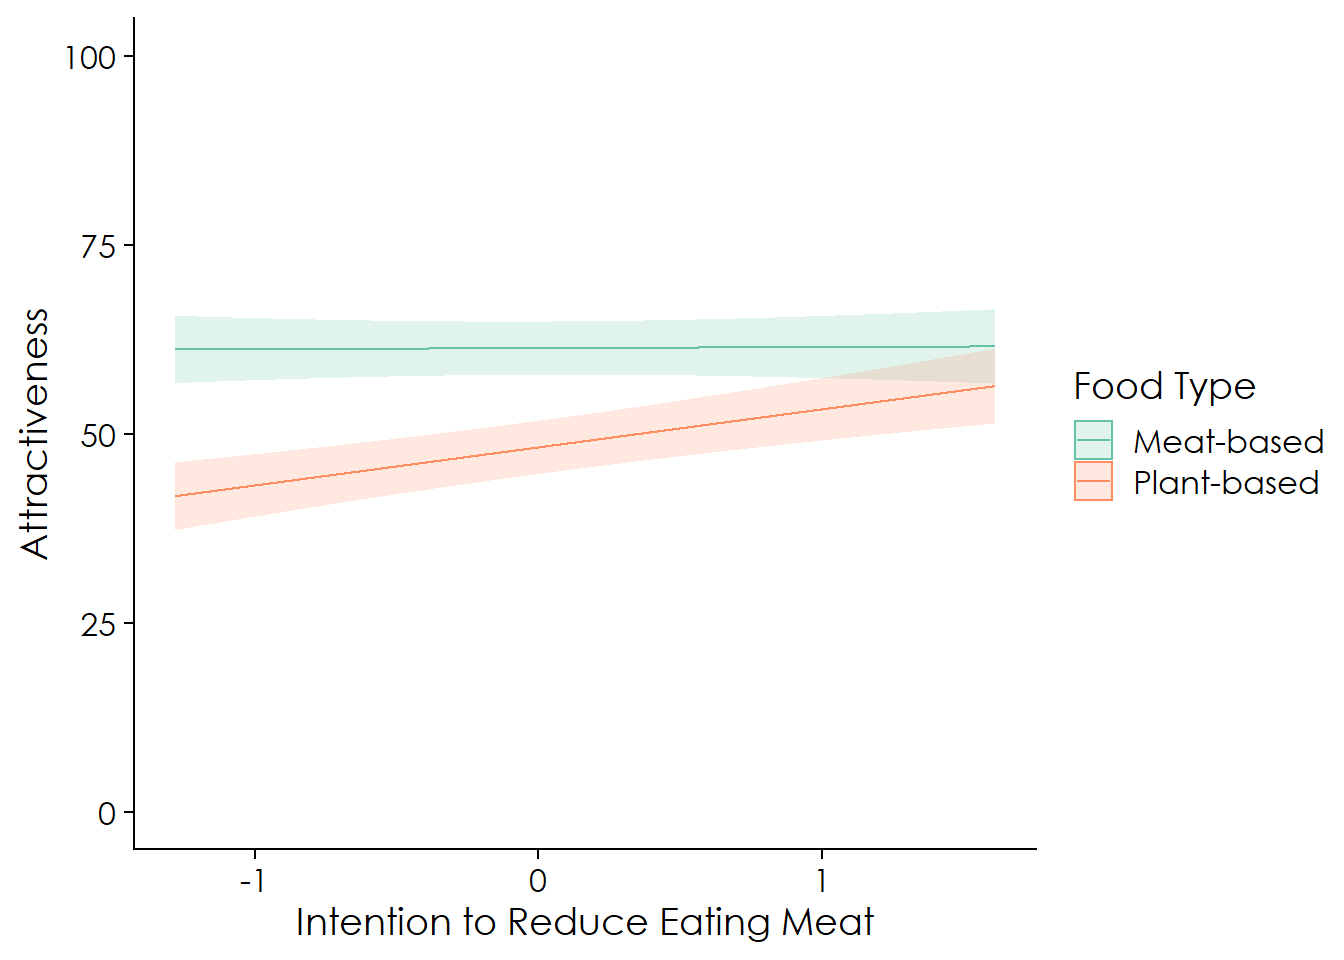 100
75
50
25
0
Attractiveness
-1
0
1
Intention to Reduce Eating Meat
Food Type
Meat-based
Plant-based